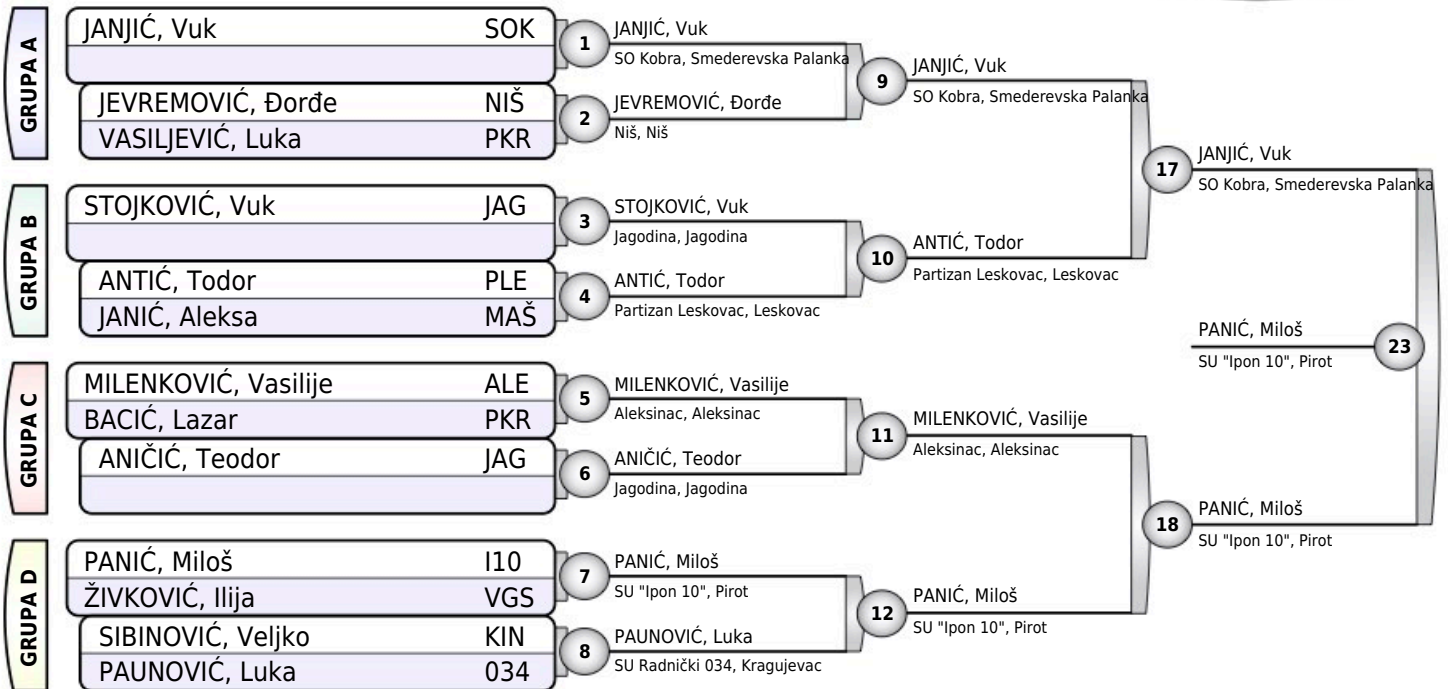 GRUPA A
JANJIĆ, Vuk SOK
JEVREMOVIĆ, Đorđe NIŠ
VASILJEVIĆ, Luka PKR
GRUPA B
STOJKOVIĆ, Vuk JAG
ANTIĆ, Todor PLE
JANIĆ, Aleksa MAŠ
GRUPA C
MILENKOVIĆ, Vasilije ALE
BACIĆ, Lazar PKR
ANIČIĆ, Teodor JAG
GRUPA D
PANIĆ, Miloš I10
ŽIVKOVIĆ, Ilija VGS
SIBINOVIĆ, Veljko KIN
PAUNOVIĆ, Luka 034
1
JANJIĆ, Vuk
SO Kobra, Smederevska Palanka
2
JEVREMOVIĆ, Đorđe
Niš, Niš
3
STOJKOVIĆ, Vuk
Jagodina, Jagodina
4
ANTIĆ, Todor
Partizan Leskovac, Leskovac
5
MILENKOVIĆ, Vasilije
Aleksinac, Aleksinac
6
ANIČIĆ, Teodor
Jagodina, Jagodina
7
PANIĆ, Miloš
SU "Ipon 10", Pirot
8
PAUNOVIĆ, Luka
SU Radnički 034, Kragujevac
9
JANJIĆ, Vuk
SO Kobra, Smederevska Palanka
10
ANTIĆ, Todor
Partizan Leskovac, Leskovac
11
MILENKOVIĆ, Vasilije
Aleksinac, Aleksinac
12
PANIĆ, Miloš
SU "Ipon 10", Pirot
17
JANJIĆ, Vuk
SO Kobra, Smederevska Palanka
18
PANIĆ, Miloš
SU "Ipon 10", Pirot
PANIĆ, Miloš
SU "Ipon 10", Pirot
23